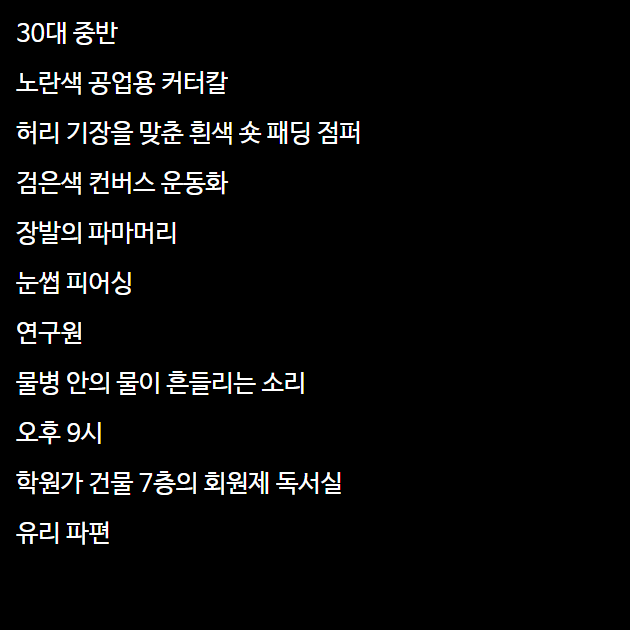 30대 중반
노란색 공업용 커터칼
허리 기장을 맞춘 흰색 숏 패딩 점퍼
검은색 컨버스 운동화
장발의 파마머리
눈썹 피어싱
연구원
물병 안의 물이 흔들리는 소리
오후 9시
학원가 건물 7층의 회원제 독서실
유리 파편